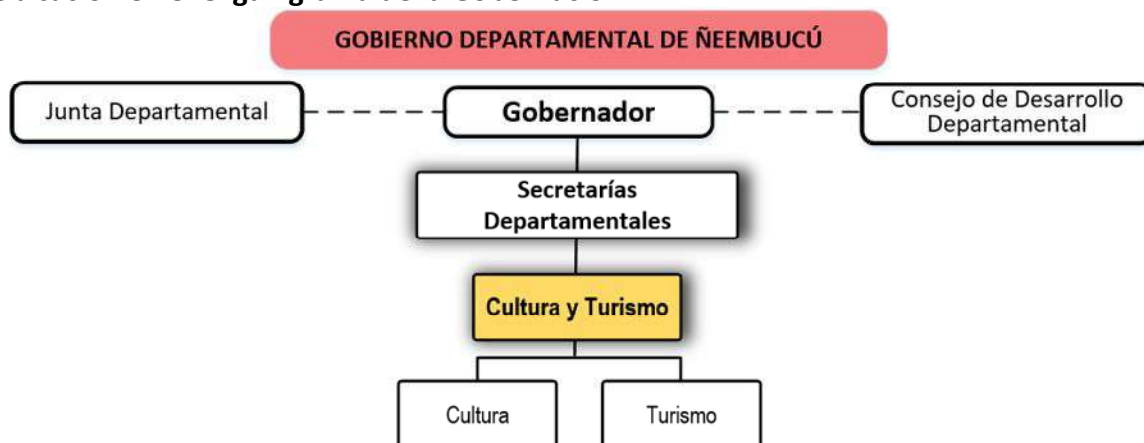 GOBIERNO DEPARTAMENTAL DE ÑEEMBUCÚ
Junta Departamental
Gobernador
Consejo de Desarrollo
Departamental
Secretarías
Departamentales
Cultura y Turismo
Cultura
Turismo